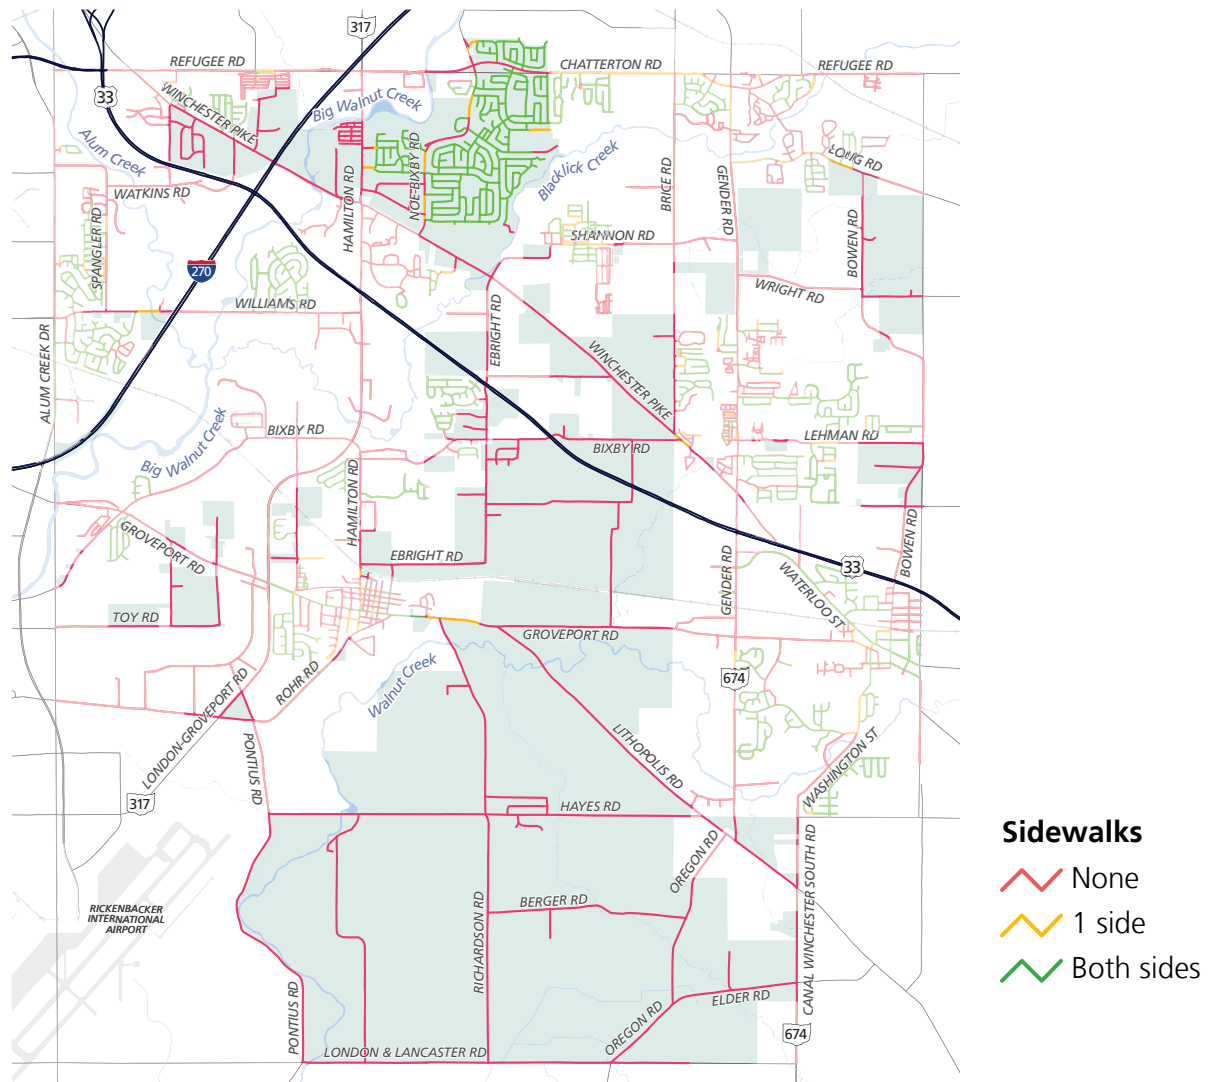 317
REFUGEE RD
CHATTERTON RD
REFUGEE RD
33
WINCHESTER PIKE
Big Walnut Creek
Alum Creek
NOE-BIXBY RD
Blacklick Creek
LONG RD
WATKINS RD
HAMILTON RD
BRICE RD
GENDER RD
SPANGLER RD
SHANNON RD
BOWEN RD
270
WRIGHT RD
WILLIAMS RD
EBRIGHT RD
ALUM CREEK DR
WINCHESTER PIKE
Big Walnut Creek
BIXBY RD
BIXBY RD
LEHMAN RD
HAMILTON RD
GROVEPORT RD
EBRIGHT RD
BOWEN RD
33
GENDER RD
WATERLOO ST
TOY RD
GROVEPORT RD
ROHR RD
Walnut Creek
674
LONDON-GROVEPORT RD
PONTIUS RD
LITHOPOLIS RD
WASHINGTON ST
317
HAYES RD
OREGON RD
CANAL WINCHESTER SOUTH RD
RICKENBACKER
INTERNATIONAL
AIRPORT
BERGER RD
RICHARDSON RD
PONTIUS RD
ELDER RD
OREGON RD
674
LONDON & LANCASTER RD
Sidewalks
None
1 side
Both sides